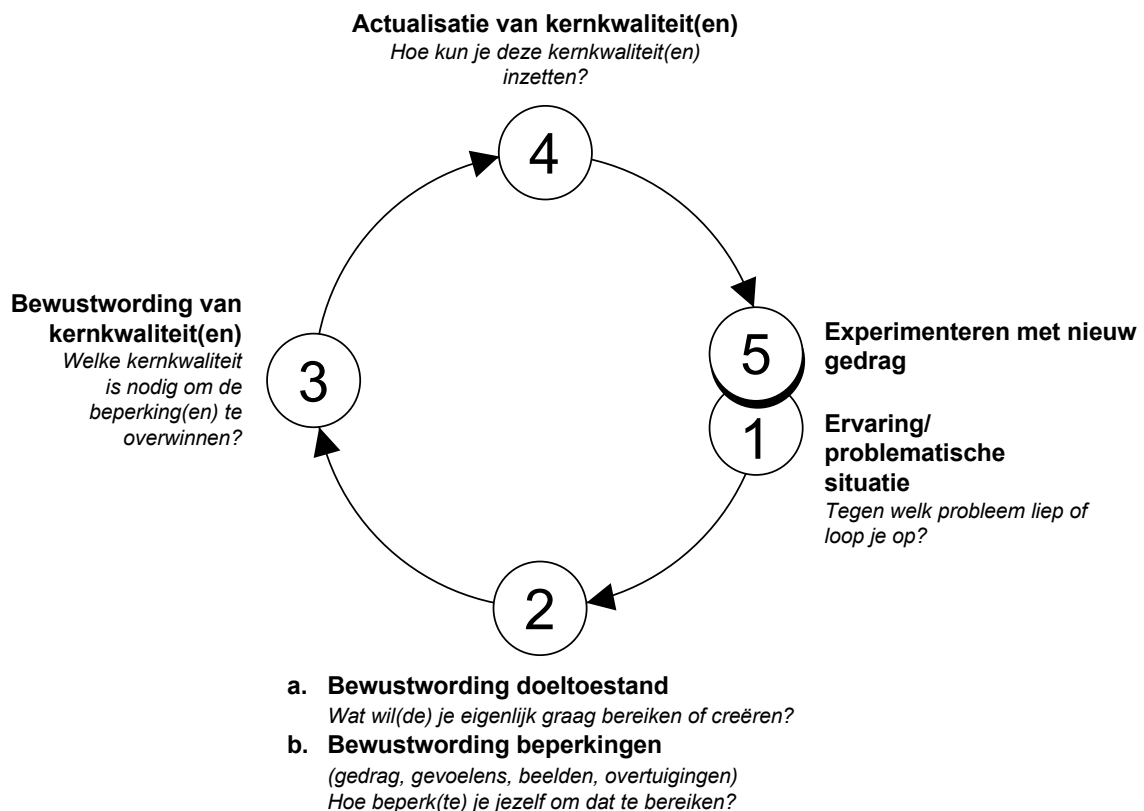 Actualisatie van kernkwaliteit(en)
Hoe kun je deze kernkwaliteit(en)
inzetten?
4
Bewustwording van
kernkwaliteit(en)
Welke kernkwaliteit
is nodig om de
beperking(en) te
overwinnen?
3
5
Experimenteren met nieuw
gedrag
1
Ervaring/
problematische
situatie
Tegen welk probleem liep of
loop je op?
2
a. Bewustwording doeltoestand
Wat wil(de) je eigenlijk graag bereiken of creëren?
b. Bewustwording beperkingen
(gedrag, gevoelens, beelden, overtuigingen)
Hoe beperk(te) je jezelf om dat te bereiken?